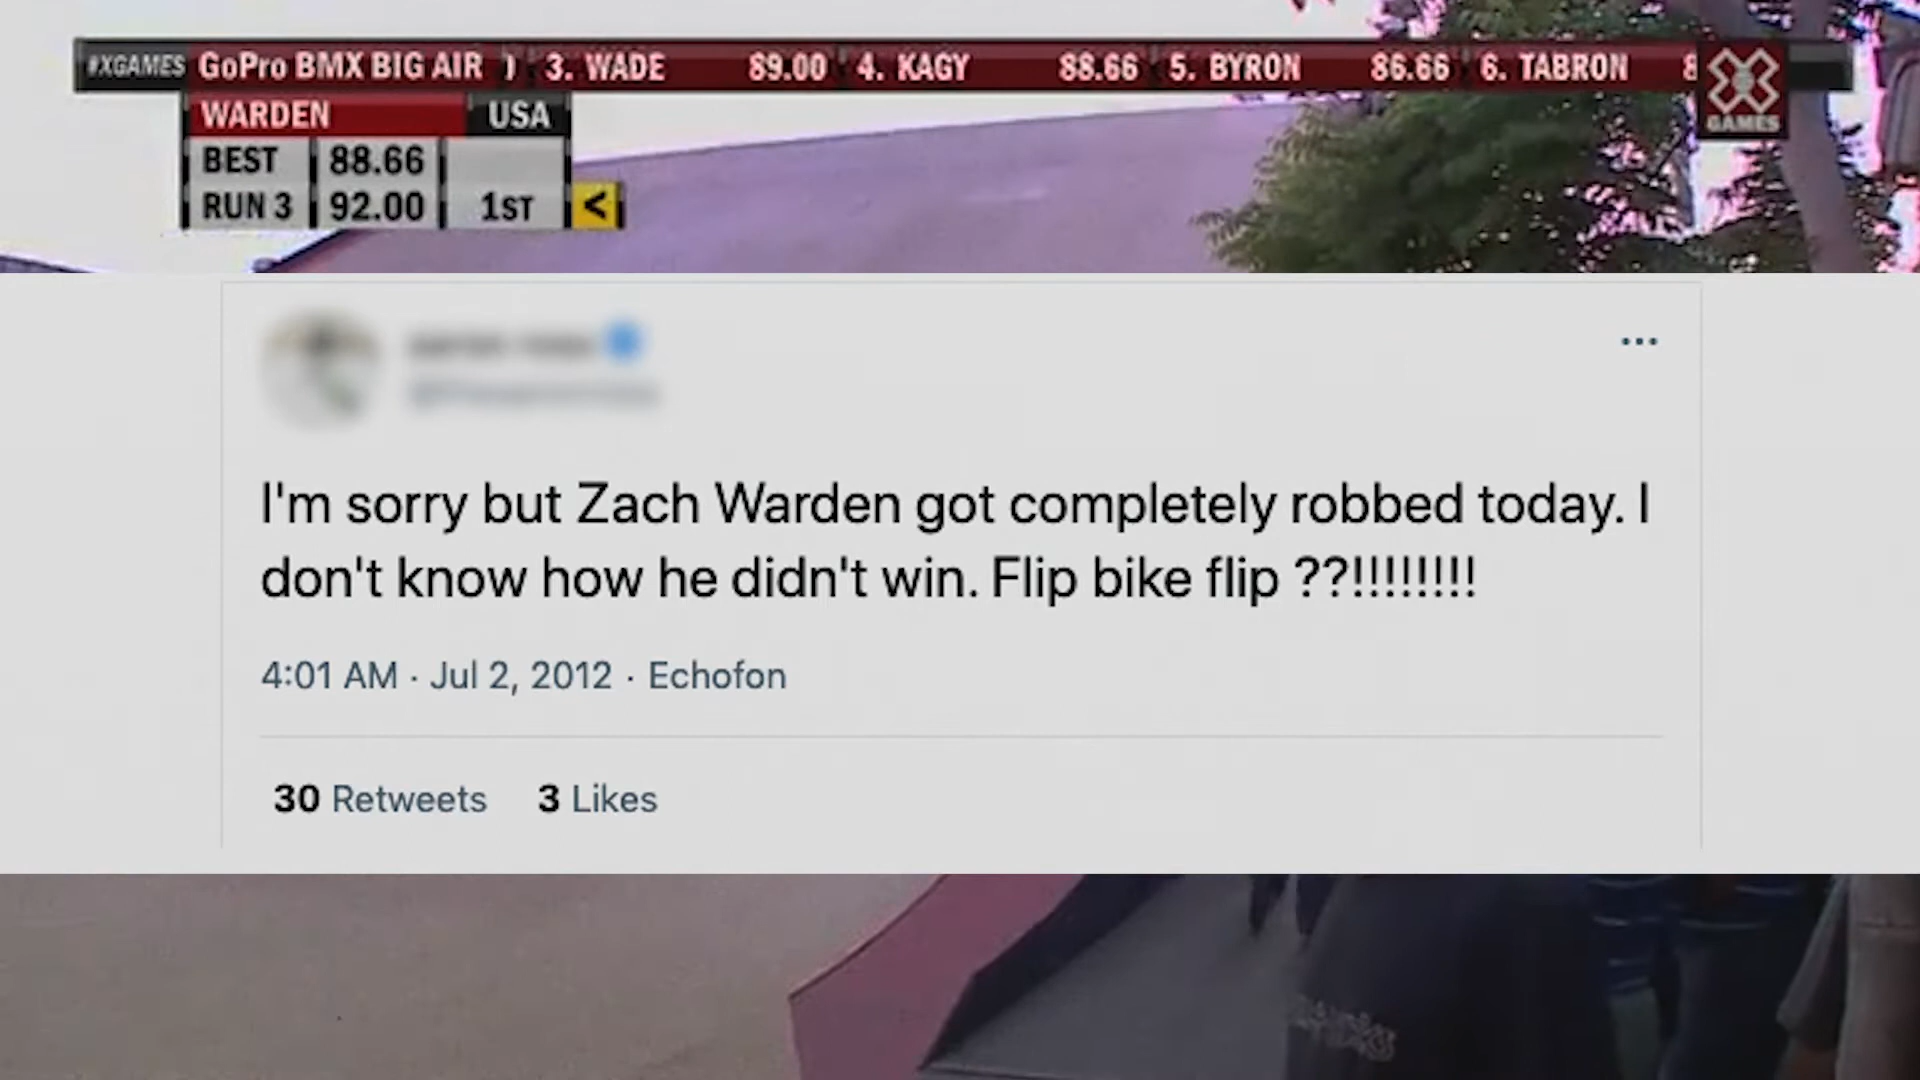 #XGAMES GoPro BMX BIG AIR ) 3. WADE 89.00 4. KAGY 88.66 5. BYRON 86.66 6. TABRON 8
X GAMES
WARDEN USA
BEST 88.66
RUN 3 92.00 1ST <
I'm sorry but Zach Warden got completely robbed today. I
don't know how he didn't win. Flip bike flip ??!!!!!!!!
4:01 AM · Jul 2, 2012 · Echofon
30 Retweets 3 Likes